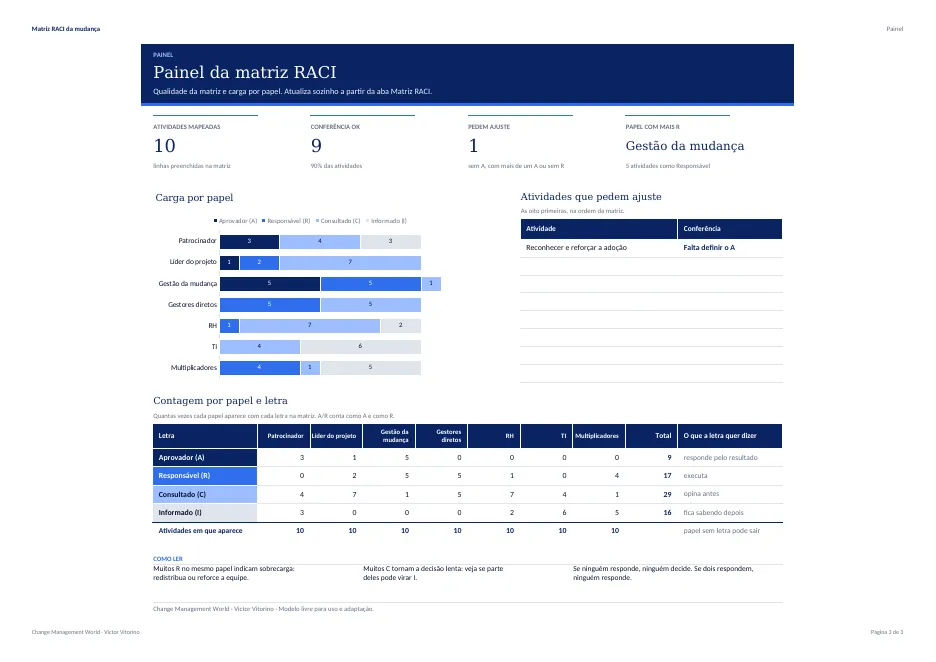 Matriz RACI da mudança
Painel
PAINEL
Painel da matriz RACI
Qualidade da matriz e carga por papel. Atualiza sozinho a partir da aba Matriz RACI.
ATIVIDADES MAPEADAS
10
linhas preenchidas na matriz
CONFERÊNCIA OK
9
90% das atividades
PEDEM AJUSTE
1
sem A, com mais de um A ou sem R
PAPEL COM MAIS R
Gestão da mudança
5 atividades como Responsável
Carga por papel
Aprovador (A) Responsável (R) Consultado (C) Informado (I)
Patrocinador 3 4 3
Líder do projeto 1 2 7
Gestão da mudança 5 5 1
Gestores diretos 5 5
RH 1 7 2
TI 4 6
Multiplicadores 4 1 5
Atividades que pedem ajuste
As oito primeiras, na ordem da matriz.
Atividade Conferência
Reconhecer e reforçar a adoção Falta definir o A
Contagem por papel e letra
Quantas vezes cada papel aparece com cada letra na matriz. A/R conta como A e como R.
Letra Patrocinador Líder do projeto Gestão da mudança Gestores diretos RH TI Multiplicadores Total O que a letra quer dizer
Aprovador (A) 3 1 5 0 0 0 0 9 responde pelo resultado
Responsável (R) 0 2 5 5 1 0 4 17 executa
Consultado (C) 4 7 1 5 7 4 1 29 opina antes
Informado (I) 3 0 0 0 2 6 5 16 fica sabendo depois
Atividades em que aparece 10 10 10 10 10 10 10 papel sem letra pode sair
COMO LER
Muitos R no mesmo papel indicam sobrecarga:
redistribua ou reforce a equipe.
Muitos C tornam a decisão lenta: veja se parte
deles pode virar I.
Se ninguém responde, ninguém decide. Se dois respondem,
ninguém responde.
Change Management World · Victor Vitorino · Modelo livre para uso e adaptação.
Change Management World · Victor Vitorino
Página 2 de 3